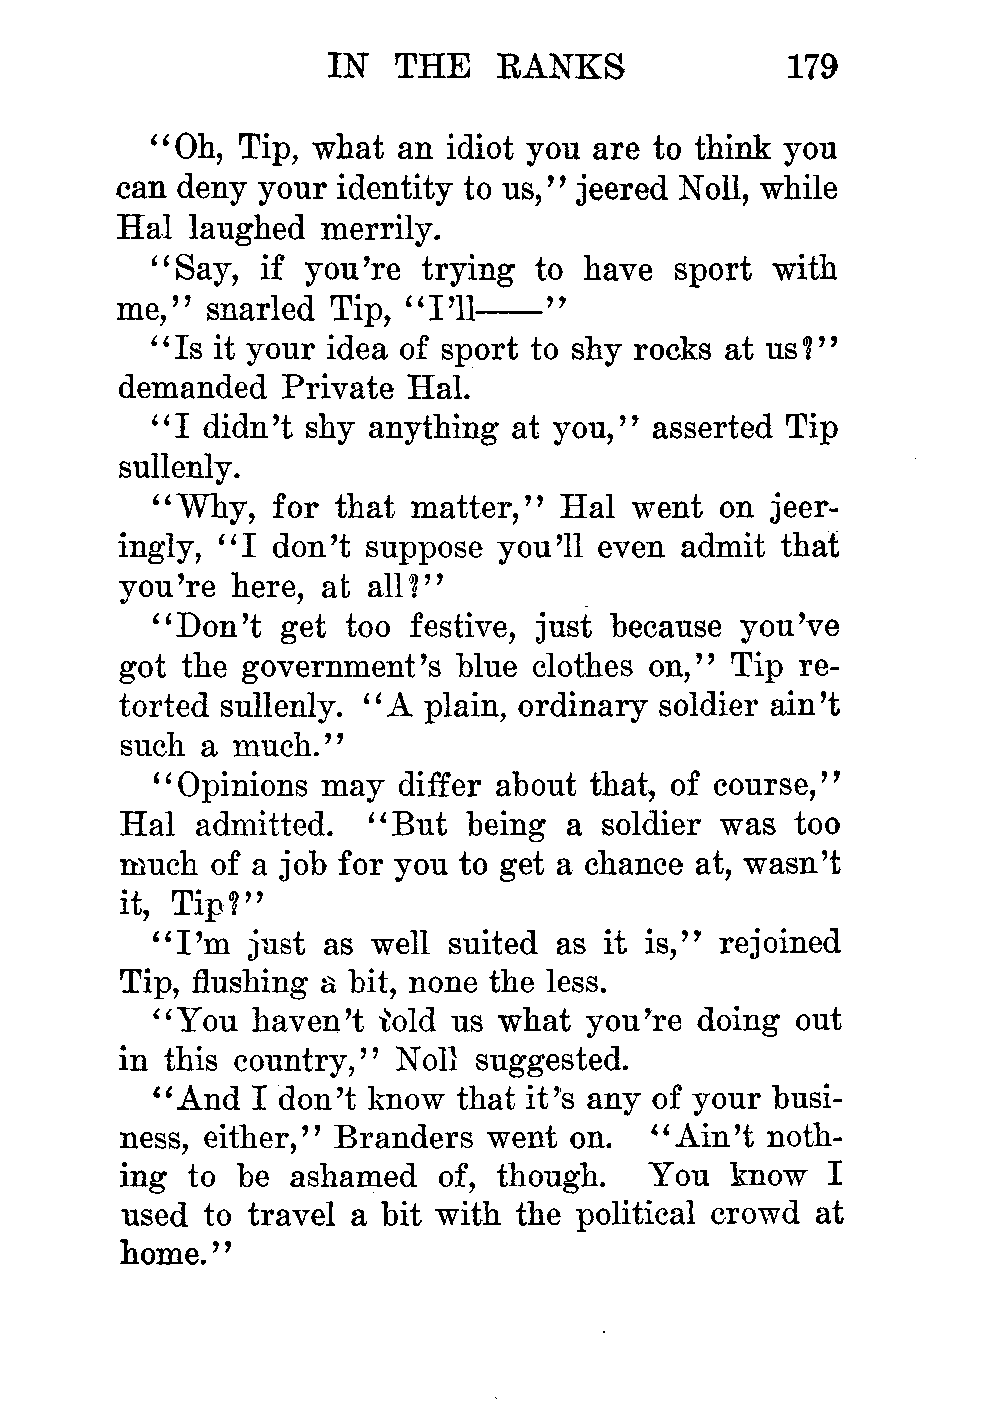 IN THE RANKS 179
“Oh, Tip, what an idiot you are to think you
can deny your identity to us,” jeered Noll, while
Hal laughed merrily.
“Say, if you’re trying to have sport with
me,” snarled Tip, “I’ll——”
“Is it your idea of sport to shy rocks at us?”
demanded Private Hal.
“I didn’t shy anything at you,” asserted Tip
sullenly.
“Why, for that matter,” Hal went on jeer-
ingly, “I don’t suppose you’ll even admit that
you’re here, at all?”
“Don’t get too festive, just because you’ve
got the government’s blue clothes on,” Tip re-
torted sullenly. “A plain, ordinary soldier ain’t
such a much.”
“Opinions may differ about that, of course,”
Hal admitted. “But being a soldier was too
much of a job for you to get a chance at, wasn’t
it, Tip?”
“I’m just as well suited as it is,” rejoined
Tip, flushing a bit, none the less.
“You haven’t told us what you’re doing out
in this country,” Noll suggested.
“And I don’t know that it’s any of your busi-
ness, either,” Branders went on. “Ain’t noth-
ing to be ashamed of, though. You know I
used to travel a bit with the political crowd at
home.”